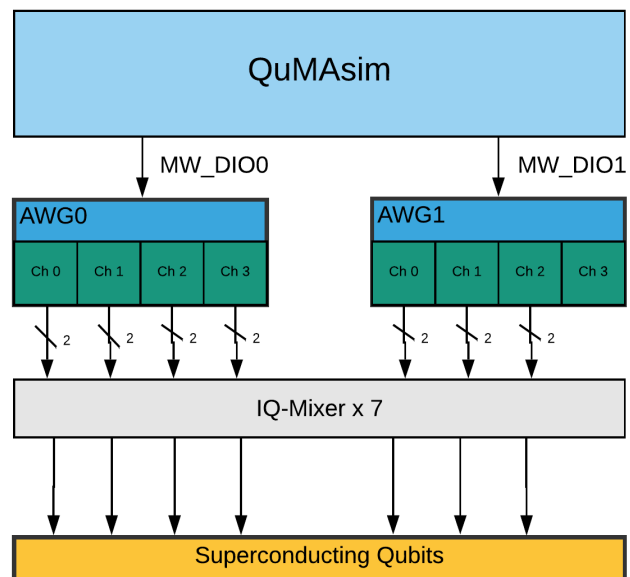 QuMAsim
MW_DIO0
MW_DIO1
AWG0
AWG1
Ch 0 Ch 1 Ch 2 Ch 3
Ch 0 Ch 1 Ch 2 Ch 3
2 2 2 2
2 2 2
IQ-Mixer x 7
Superconducting Qubits